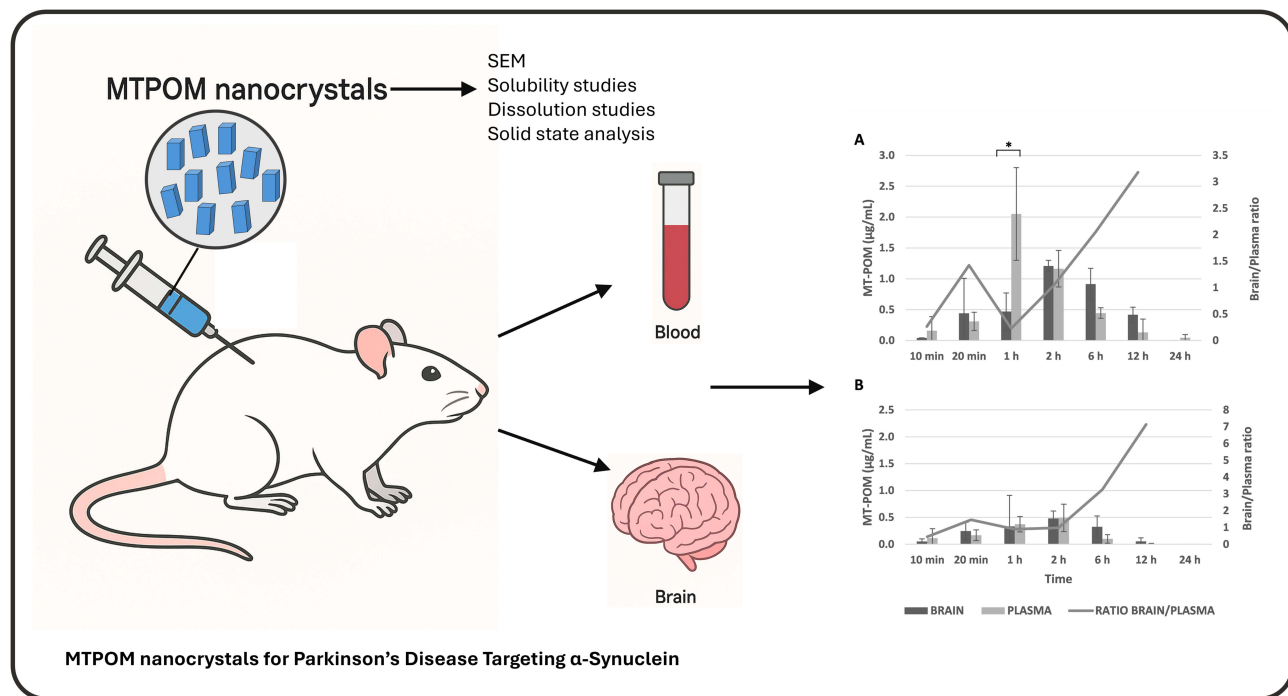 MTPOM nanocrystals
SEM
Solubility studies
Dissolution studies
Solid state analysis
Blood
Brain
MTPOM nanocrystals for Parkinson's Disease Targeting α-Synuclein
A
*
MT-POM (µg/mL)
3.0
2.5
2.0
1.5
1.0
0.5
0.0
3.5
3
2.5
2
1.5
1
0.5
0
Brain/Plasma ratio
10 min 20 min 1 h 2 h 6 h 12 h 24 h
B
MT-POM (µg/mL)
2.5
2.0
1.5
1.0
0.5
0.0
8
7
6
5
4
3
2
1
0
Brain/Plasma ratio
10 min 20 min 1 h 2 h 6 h 12 h 24 h
Time
BRAIN PLASMA RATIO BRAIN/PLASMA